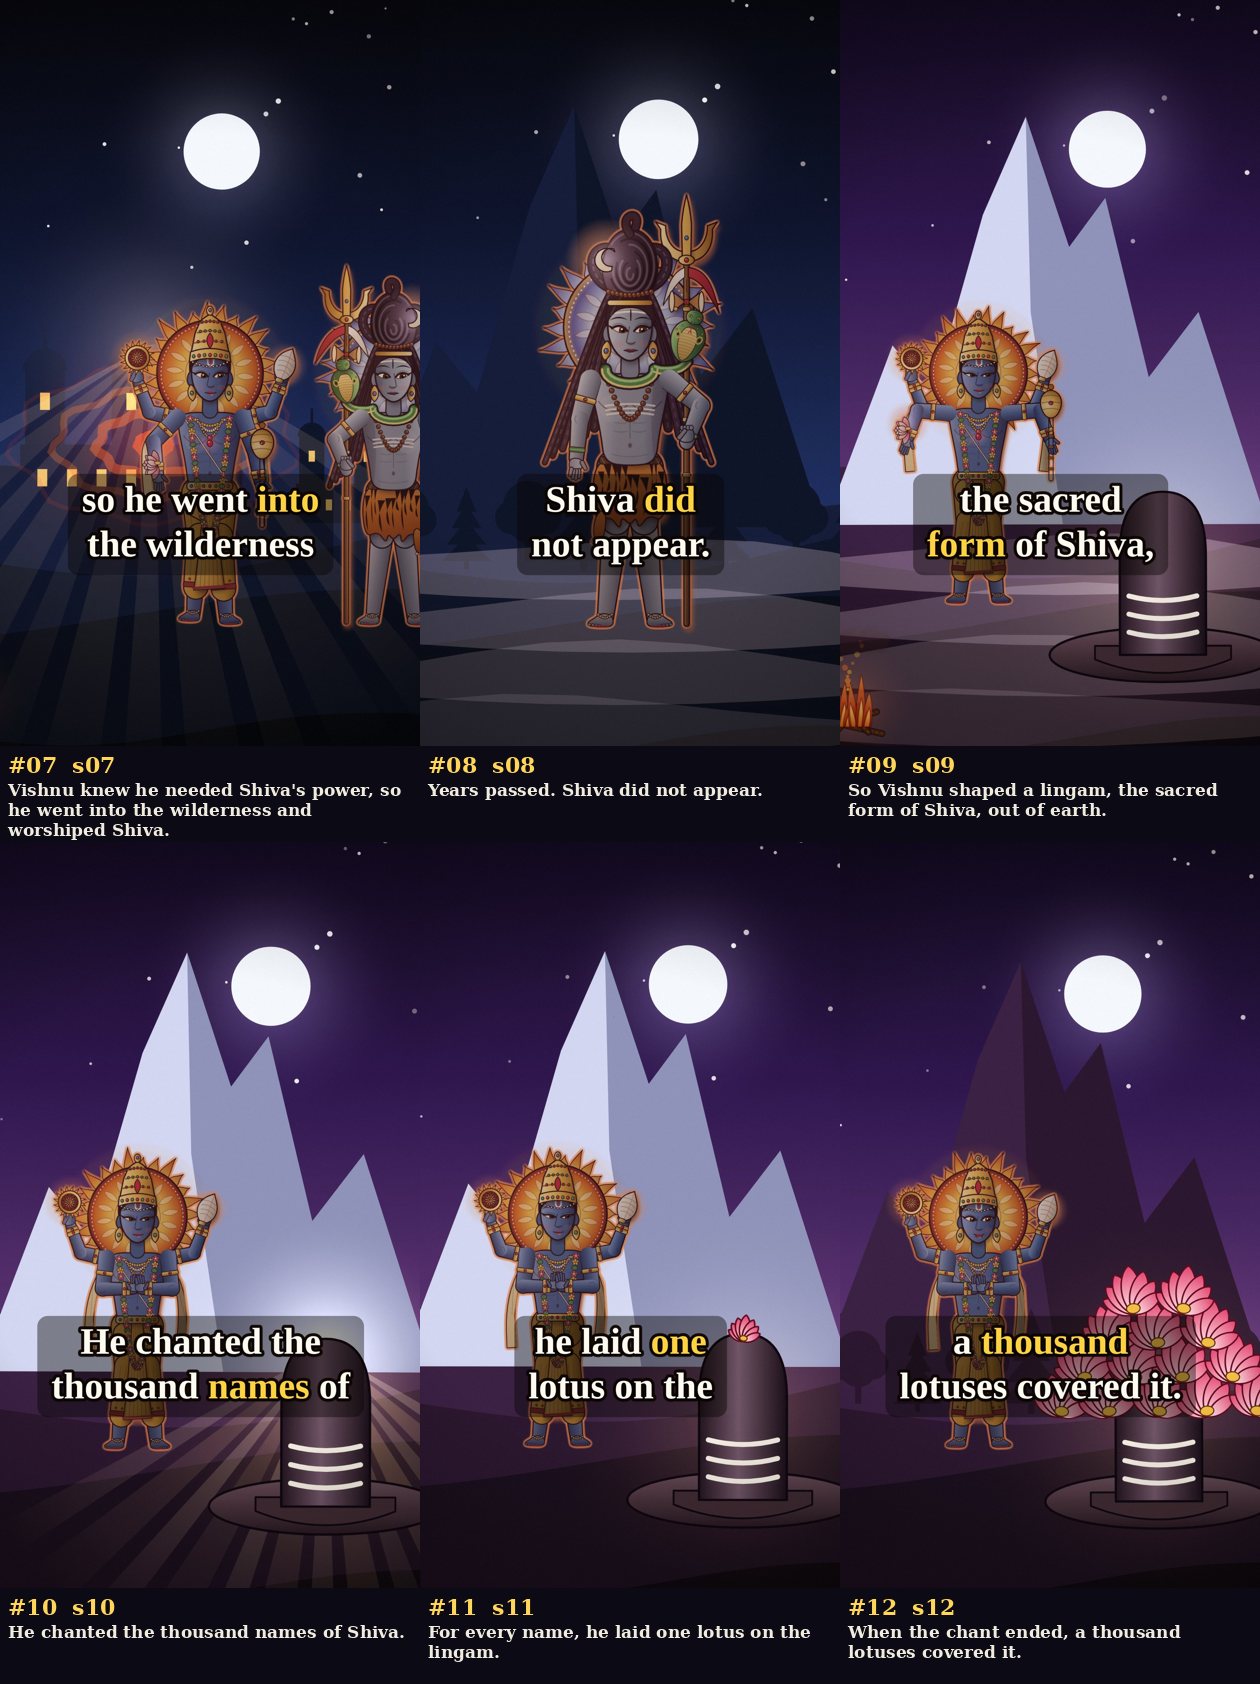 so he went into
the wilderness
Shiva did
not appear.
the sacred
form of Shiva,
#07 s07
Vishnu knew he needed Shiva's power, so
he went into the wilderness and
worshiped Shiva.
#08 s08
Years passed. Shiva did not appear.
#09 s09
So Vishnu shaped a lingam, the sacred
form of Shiva, out of earth.
He chanted the
thousand names of
he laid one
lotus on the
a thousand
lotuses covered it.
#10 s10
He chanted the thousand names of Shiva.
#11 s11
For every name, he laid one lotus on the
lingam.
#12 s12
When the chant ended, a thousand
lotuses covered it.